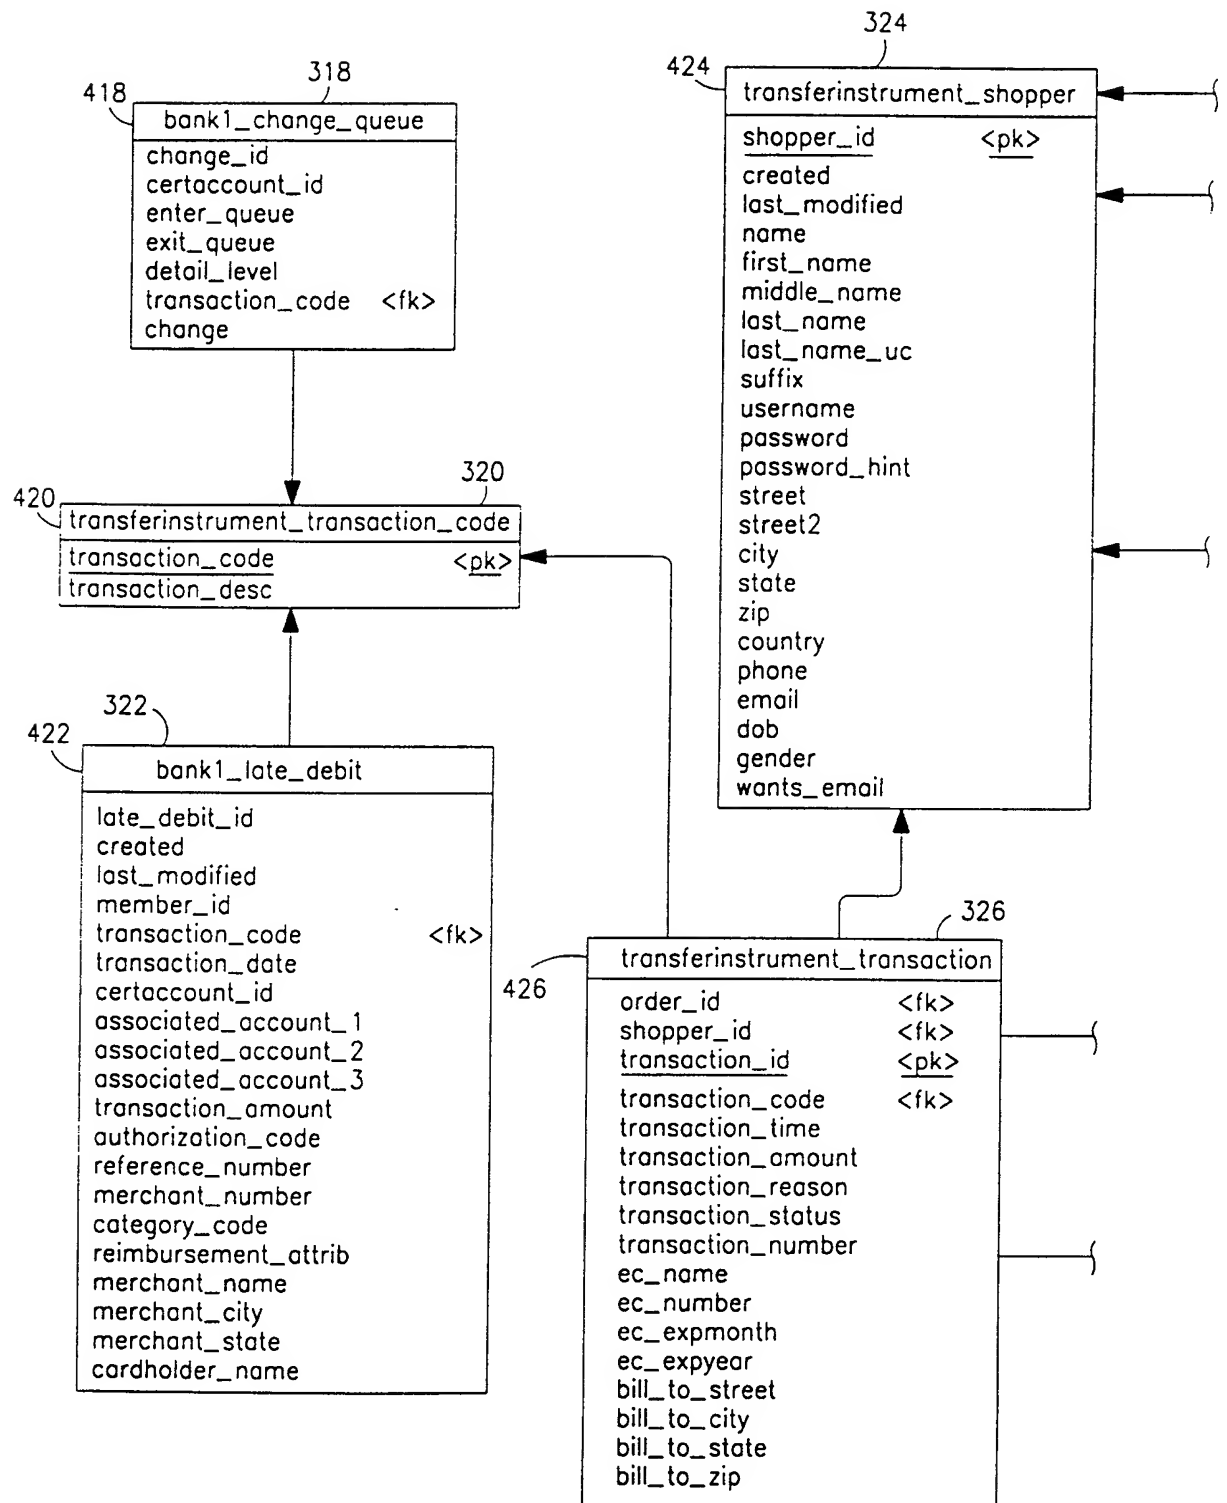 318
418
bank1_change_queue
change_id
certaccount_id
enter_queue
exit_queue
detail_level
transaction_code <fk>
change
320
420
transferinstrument_transaction_code
transaction_code <pk>
transaction_desc
322
422
bank1_late_debit
late_debit_id
created
last_modified
member_id
transaction_code <fk>
transaction_date
certaccount_id
associated_account_1
associated_account_2
associated_account_3
transaction_amount
authorization_code
reference_number
merchant_number
category_code
reimbursement_attrib
merchant_name
merchant_city
merchant_state
cardholder_name
324
424
transferinstrument_shopper
shopper_id <pk>
created
last_modified
name
first_name
middle_name
last_name
last_name_uc
suffix
username
password
password_hint
street
street2
city
state
zip
country
phone
email
dob
gender
wants_email
326
426
transferinstrument_transaction
order_id <fk>
shopper_id <fk>
transaction_id <pk>
transaction_code <fk>
transaction_time
transaction_amount
transaction_reason
transaction_status
transaction_number
ec_name
ec_number
ec_expmonth
ec_expyear
bill_to_street
bill_to_city
bill_to_state
bill_to_zip